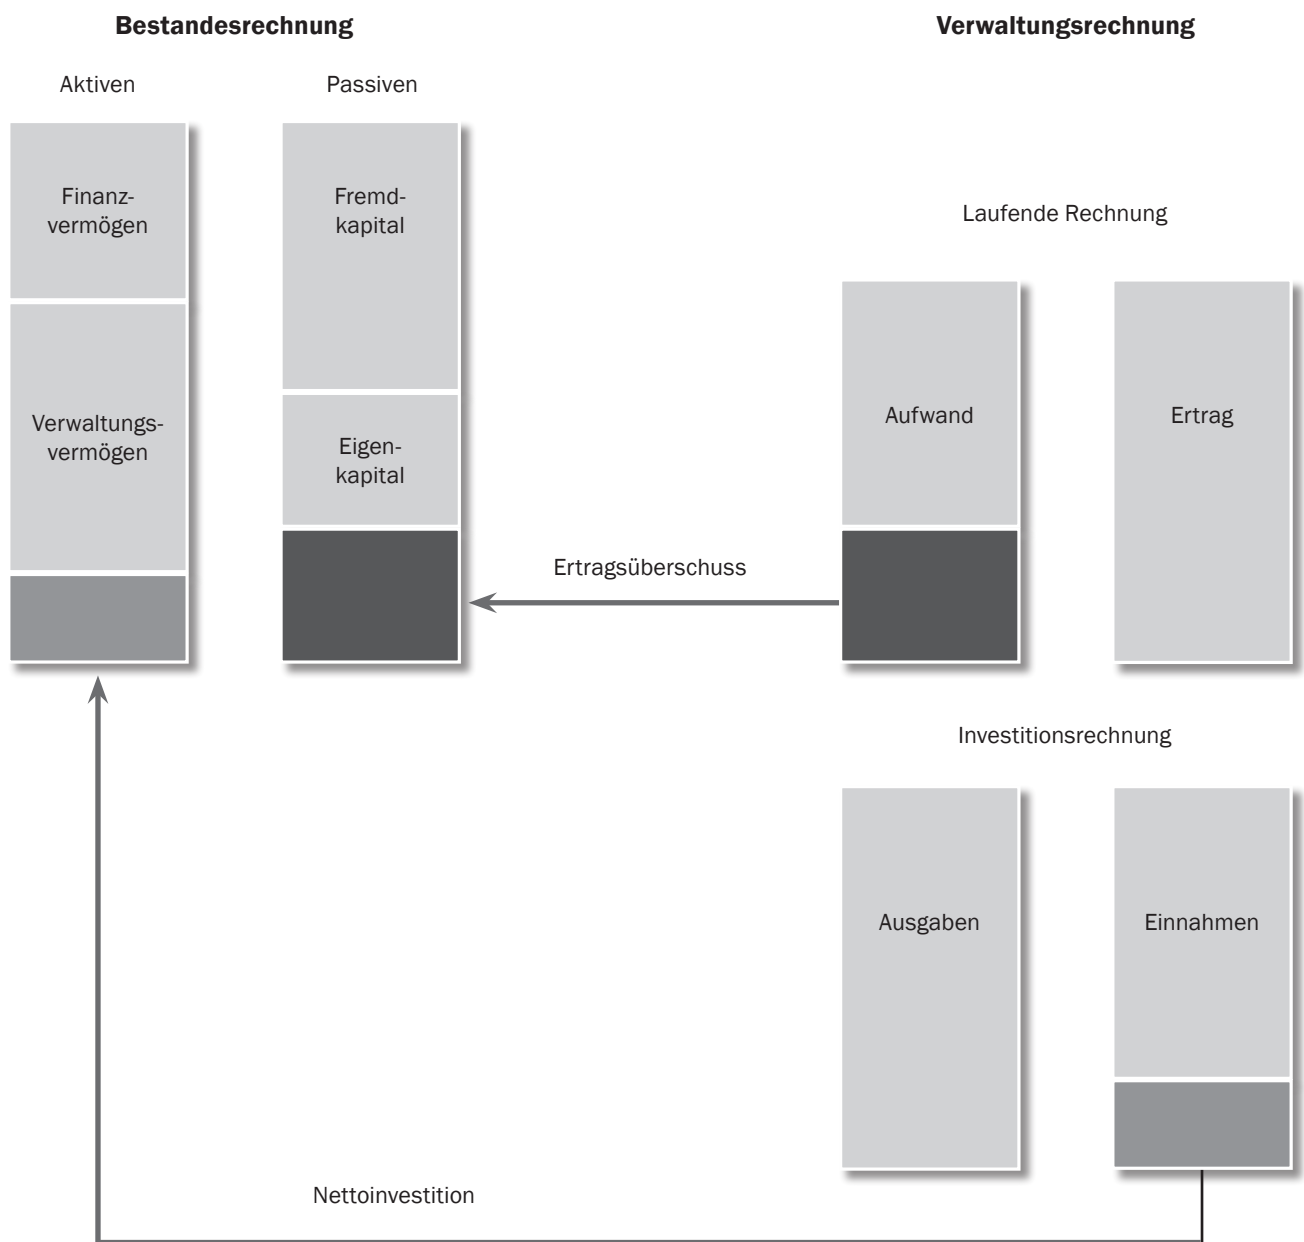 Bestandesrechnung
Verwaltungsrechnung
Aktiven
Passiven
Finanz-
vermögen
Fremd-
kapital
Laufende Rechnung
Verwaltungs-
vermögen
Eigen-
kapital
Aufwand
Ertrag
Ertragsüberschuss
Investitionsrechnung
Ausgaben
Einnahmen
Nettoinvestition